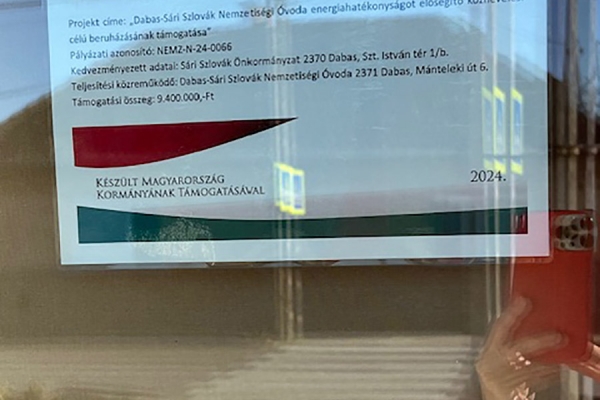 Projekt címe: „Dabas-Sári Szlovák Nemzetiségi Óvoda energiahatékonyságot elősegítő
célú beruházásának támogatása"
Pályázati azonosító: NEMZ-N-24-0066
Kedvezményezett adatai: Sári Szlovák Önkormányzat 2370 Dabas, Szt. István tér 1/b.
Teljesítési közreműködő: Dabas-Sári Szlovák Nemzetiségi Óvoda 2371 Dabas, Mánteleki út 6.
Támogatási összeg: 9.400.000,-Ft
KÉSZÜLT MAGYARORSZÁG
KORMÁNYÁNAK TÁMOGATÁSÁVAL
2024.